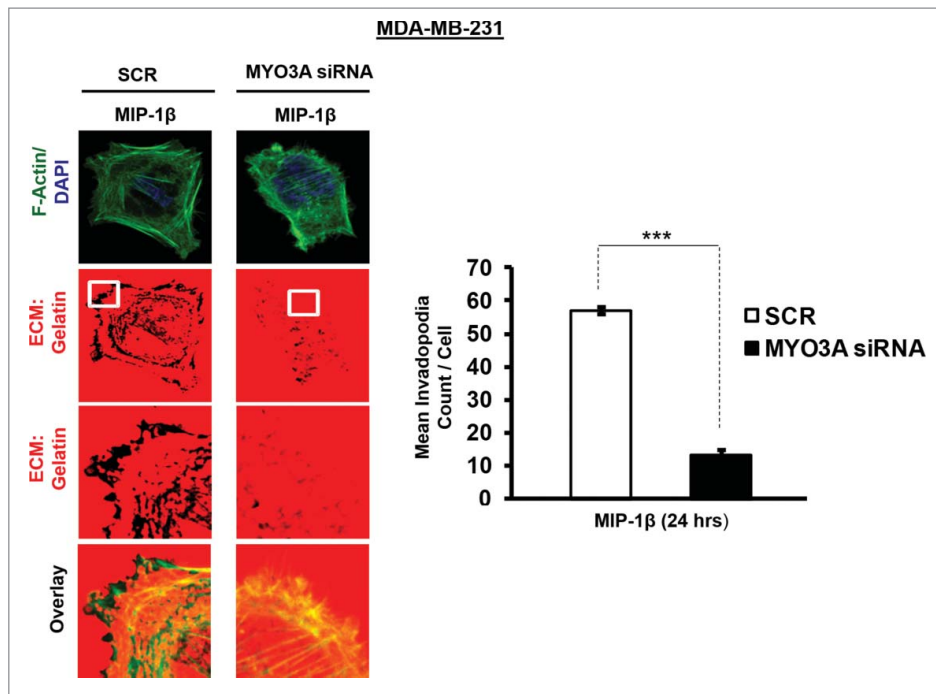 MDA-MB-231
SCR
MYO3A siRNA
MIP-1β
MIP-1β
F-Actin/
DAPI
ECM:
Gelatin
ECM:
Gelatin
Overlay
***
Mean Invadopodia
Count / Cell
70
60
50
40
30
20
10
0
MIP-1β (24 hrs)
SCR
MYO3A siRNA